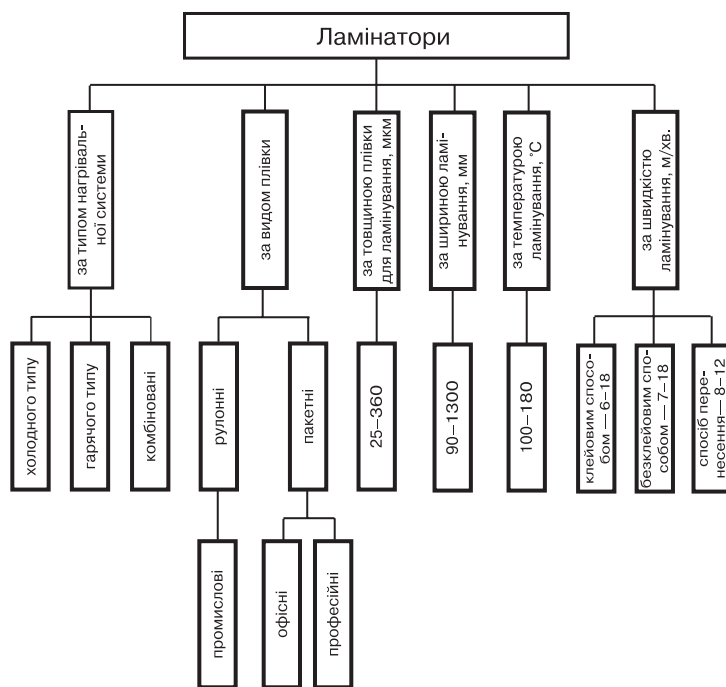 Ламінатори
за типом нагріваль-
ної системи
за видом плівки
за товщиною плівки
для ламінування, мкм
за шириною ламі-
нування, мм
за температурою
ламінування, °С
за швидкістю
ламінування, м/хв.
холодного типу
гарячого типу
комбіновані
рулонні
пакетні
25–360
90–1300
100–180
клейовим спосо-
бом — 6–18
безклейовим спо-
собом — 7–18
спосіб пере-
несення— 8–12
промислові
офісні
професійні